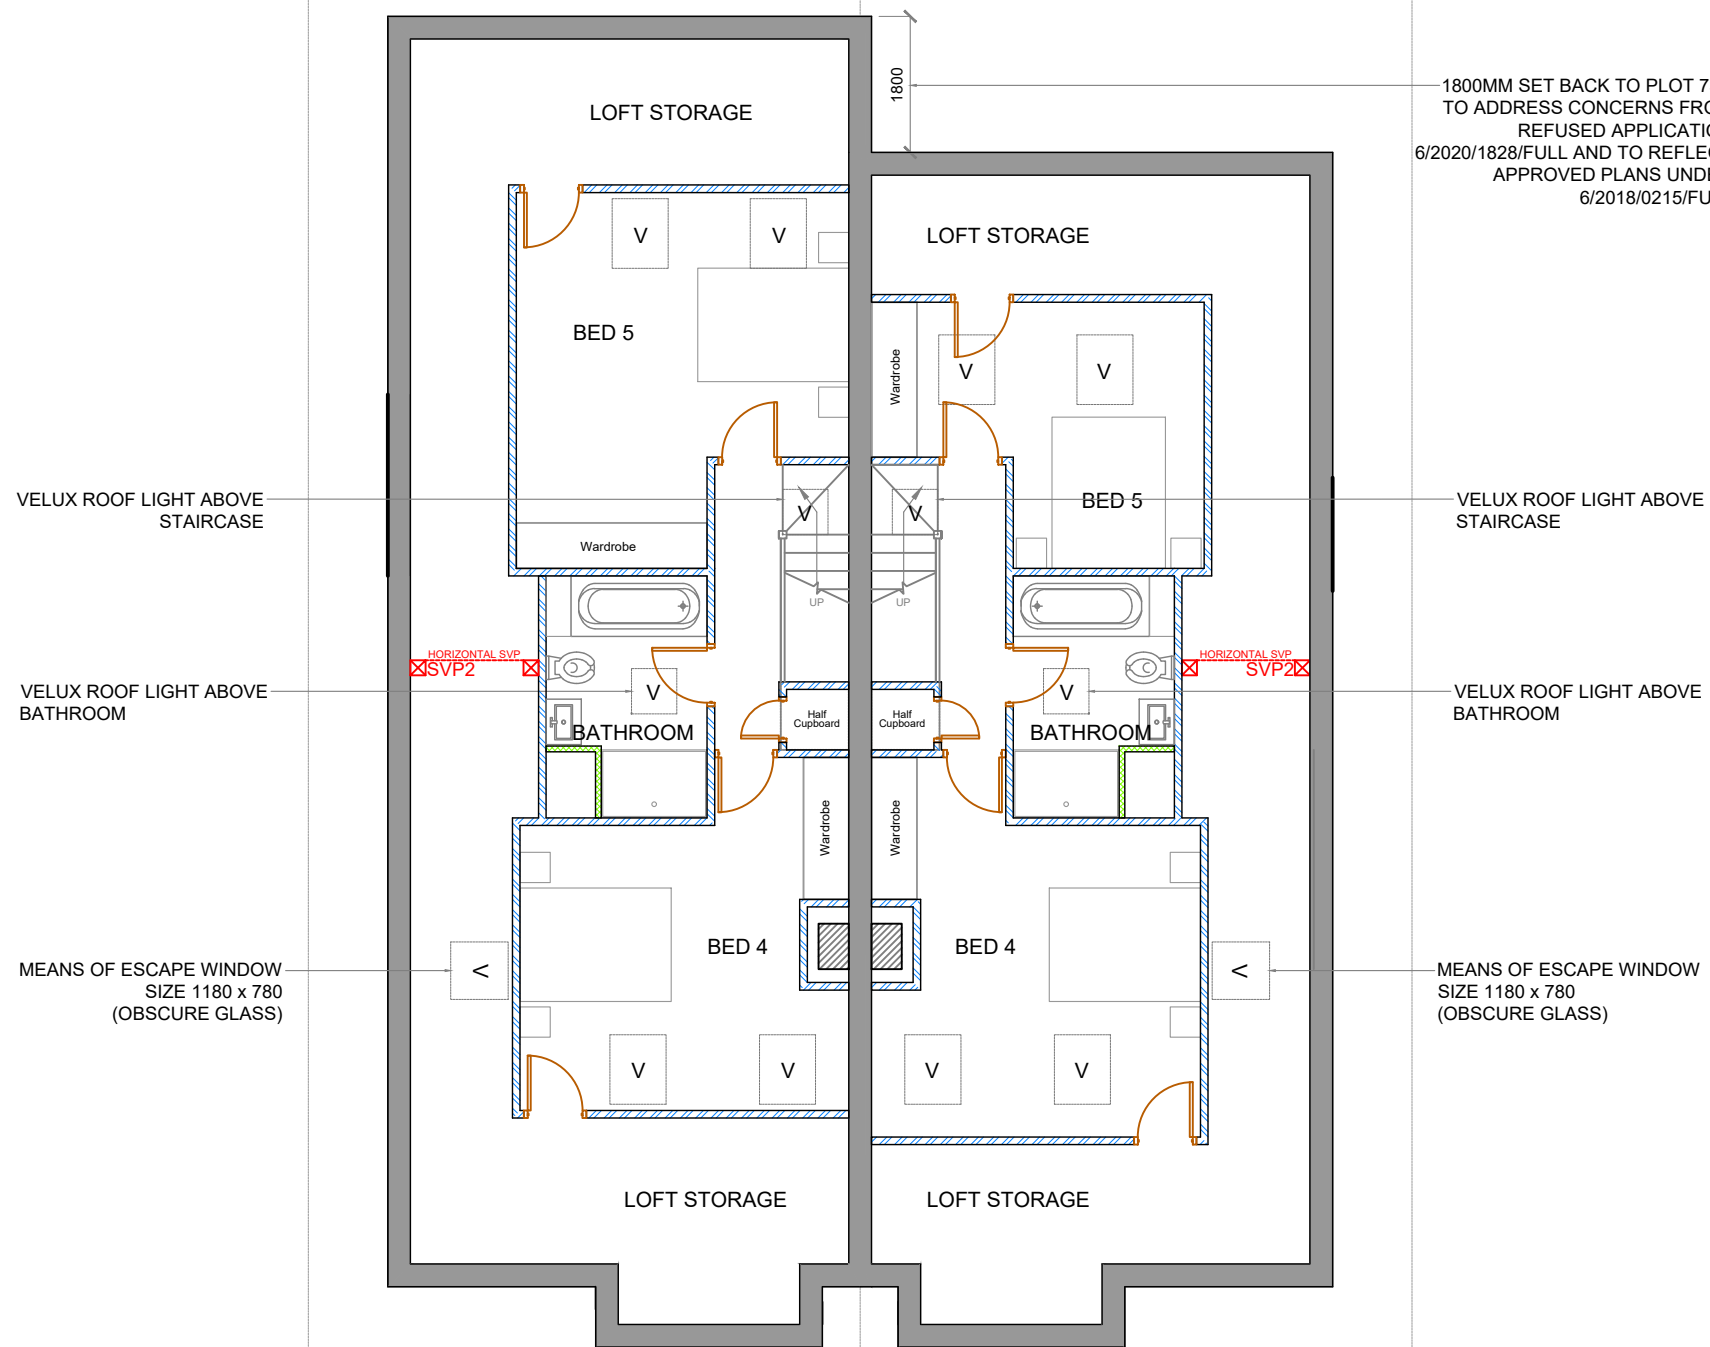 LOFT STORAGE
1800
1800MM SET BACK TO PLOT 7
TO ADDRESS CONCERNS FRO
REFUSED APPLICATIO
6/2020/1828/FULL AND TO REFLEC
APPROVED PLANS UNDE
6/2018/0215/FU
V
V
LOFT STORAGE
BED 5
Wardrobe
V
V
VELUX ROOF LIGHT ABOVE
STAIRCASE
V
V
BED 5
VELUX ROOF LIGHT ABOVE
STAIRCASE
Wardrobe
UP
UP
HORIZONTAL SVP
SVP2
HORIZONTAL SVP
SVP2
VELUX ROOF LIGHT ABOVE
BATHROOM
V
V
VELUX ROOF LIGHT ABOVE
BATHROOM
Half
Cupboard
Half
Cupboard
BATHROOM
BATHROOM
Wardrobe
Wardrobe
BED 4
BED 4
MEANS OF ESCAPE WINDOW
SIZE 1180 x 780
(OBSCURE GLASS)
V
V
MEANS OF ESCAPE WINDOW
SIZE 1180 x 780
(OBSCURE GLASS)
V
V
V
V
LOFT STORAGE
LOFT STORAGE